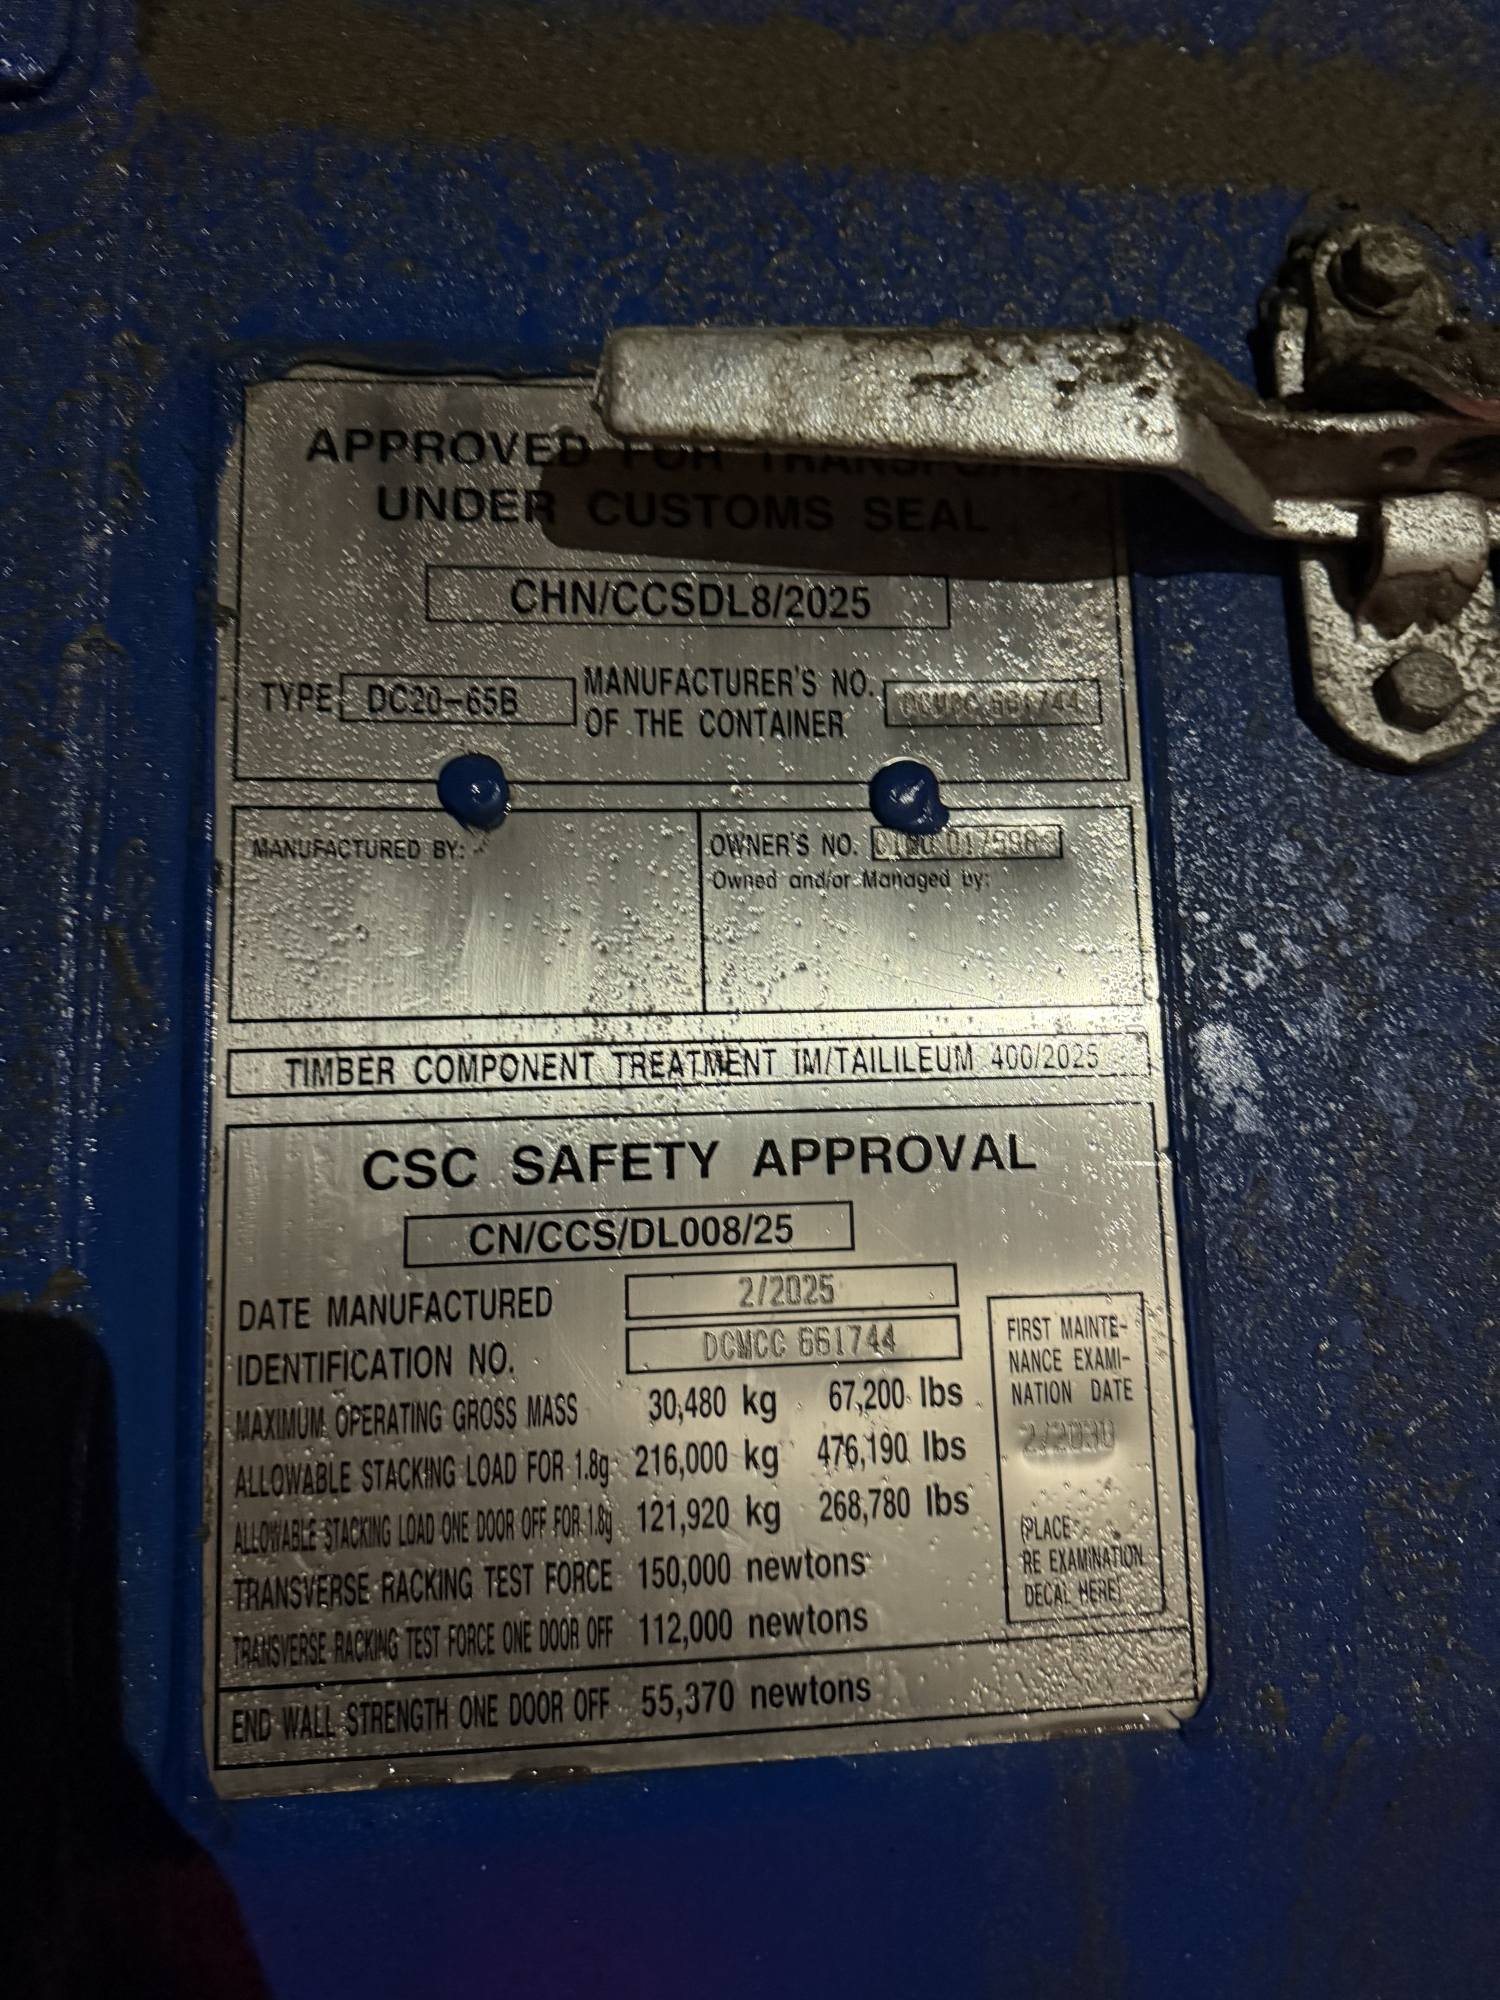 APPROVED FOR TRANSPO
UNDER CUSTOMS SEAL
CHN/CCSDL8/2025
TYPE DC20-65B MANUFACTURER'S NO. OF THE CONTAINER DCMCC 661744
MANUFACTURED BY:
OWNER'S NO.
Owned and/or Managed by:
TIMBER COMPONENT TREATMENT IM/TAILILEUM 400/2025
CSC SAFETY APPROVAL
CN/CCS/DL008/25
DATE MANUFACTURED 2/2025
IDENTIFICATION NO. DCMCC 661744
MAXIMUM OPERATING GROSS MASS 30,480 kg 67,200 lbs
ALLOWABLE STACKING LOAD FOR 1.8g 216,000 kg 476,190 lbs
ALLOWABLE STACKING LOAD ONE DOOR OFF FOR 1.8g 121,920 kg 268,780 lbs
TRANSVERSE RACKING TEST FORCE 150,000 newtons
TRANSVERSE RACKING TEST FORCE ONE DOOR OFF 112,000 newtons
END WALL STRENGTH ONE DOOR OFF 55,370 newtons
FIRST MAINTE-
NANCE EXAMI-
NATION DATE
2/2030
(PLACE
RE EXAMINATION
DECAL HERE)